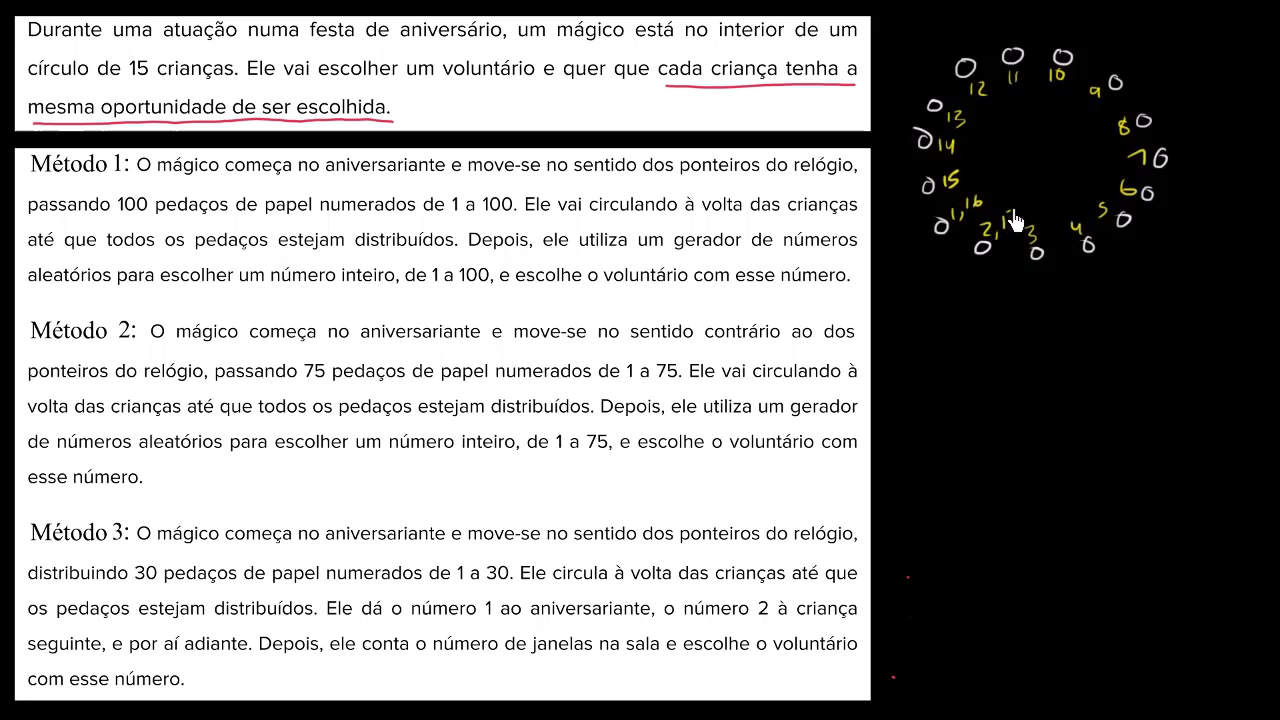 Durante uma atuação numa festa de aniversário, um mágico está no interior de um
círculo de 15 crianças. Ele vai escolher um voluntário e quer que cada criança tenha a
mesma oportunidade de ser escolhida.
Método 1: O mágico começa no aniversariante e move-se no sentido dos ponteiros do relógio,
passando 100 pedaços de papel numerados de 1 a 100. Ele vai circulando à volta das crianças
até que todos os pedaços estejam distribuídos. Depois, ele utiliza um gerador de números
aleatórios para escolher um número inteiro, de 1 a 100, e escolhe o voluntário com esse número.
Método 2: O mágico começa no aniversariante e move-se no sentido contrário ao dos
ponteiros do relógio, passando 75 pedaços de papel numerados de 1 a 75. Ele vai circulando à
volta das crianças até que todos os pedaços estejam distribuídos. Depois, ele utiliza um gerador
de números aleatórios para escolher um número inteiro, de 1 a 75, e escolhe o voluntário com
esse número.
Método 3: O mágico começa no aniversariante e move-se no sentido dos ponteiros do relógio,
distribuindo 30 pedaços de papel numerados de 1 a 30. Ele circula à volta das crianças até que
os pedaços estejam distribuídos. Ele dá o número 1 ao aniversariante, o número 2 à criança
seguinte, e por aí adiante. Depois, ele conta o número de janelas na sala e escolhe o voluntário
com esse número.
12 11 10
9
13
8
14
7
15
6
1, 16
5
2,
3
4